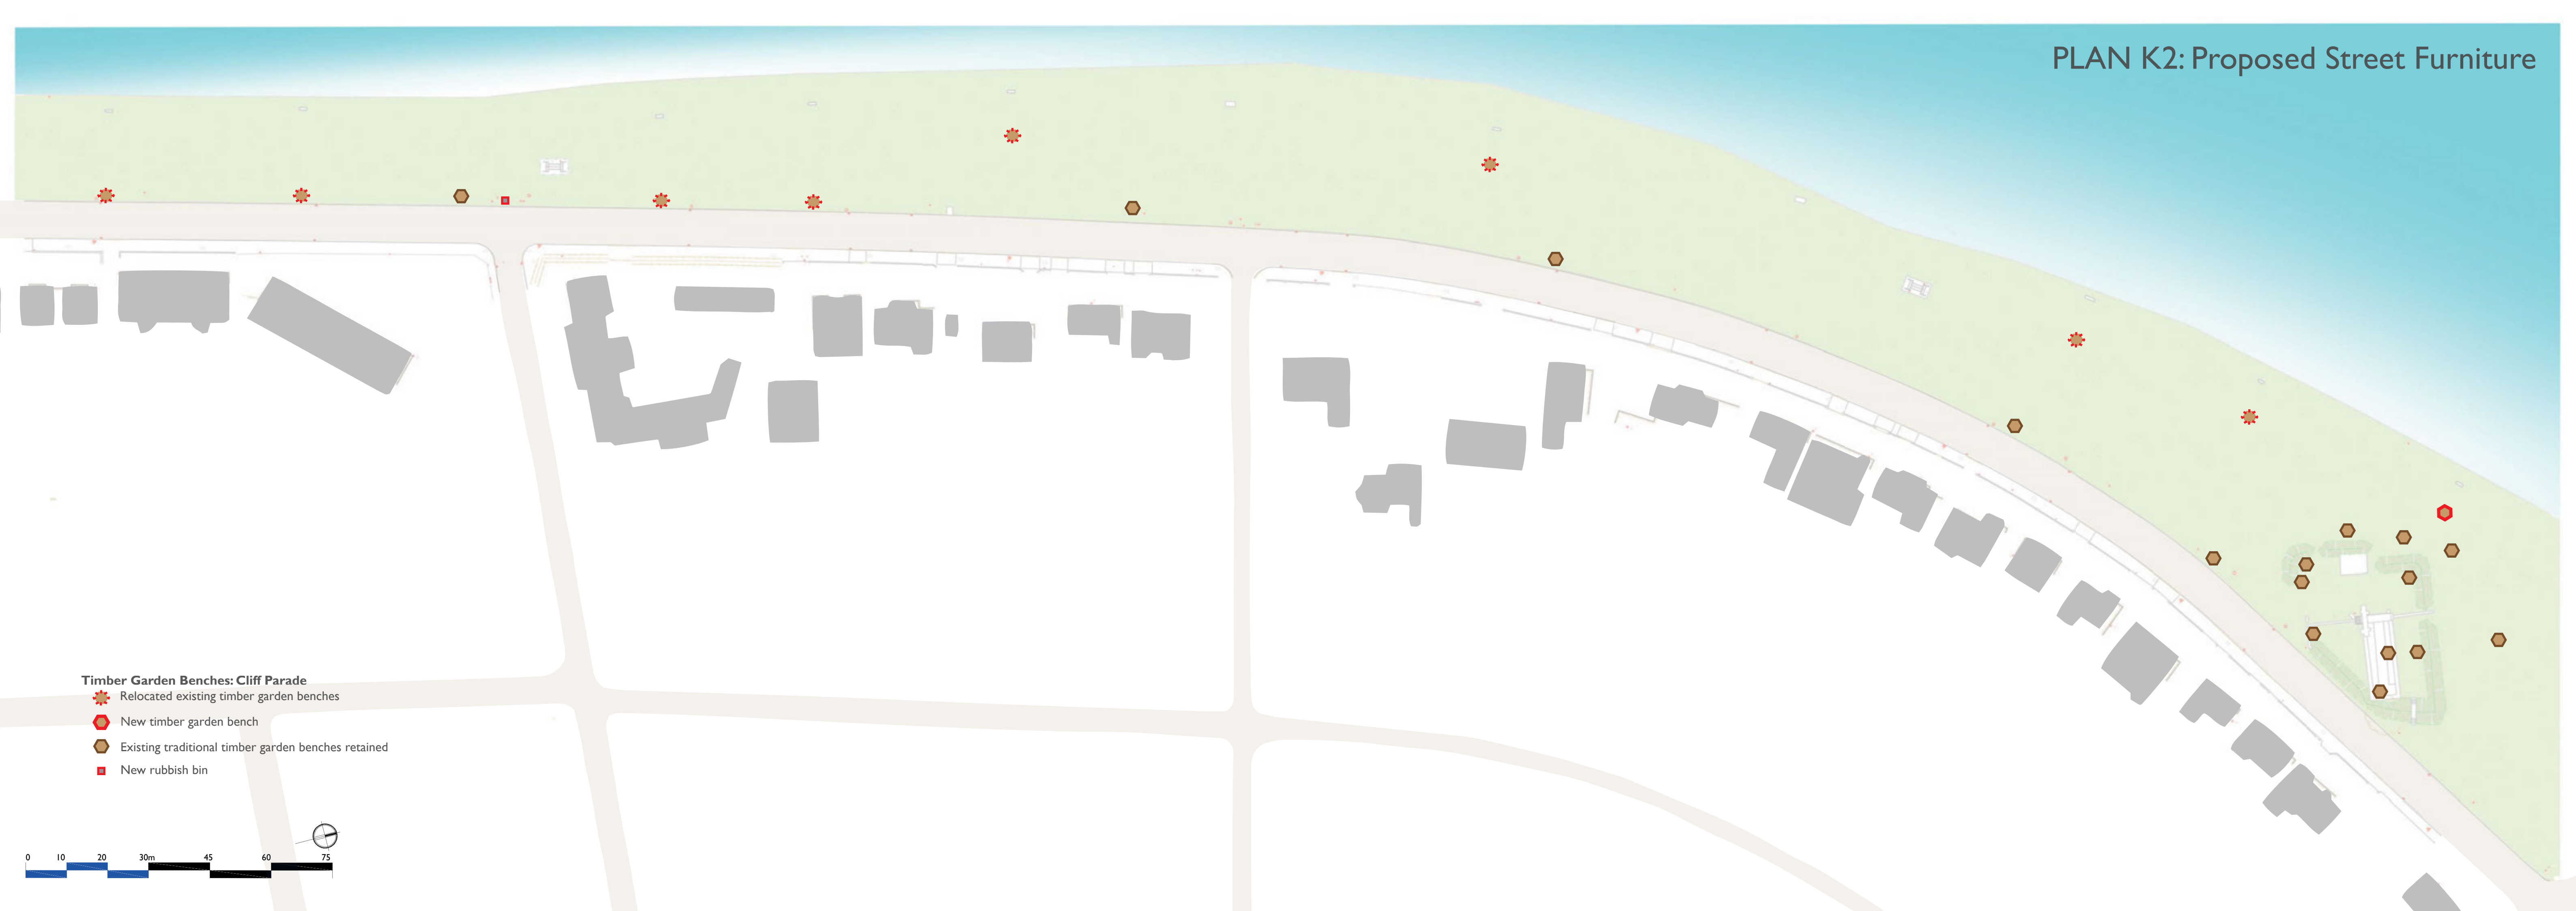 PLAN K2: Proposed Street Furniture
Timber Garden Benches: Cliff Parade
Relocated existing timber garden benches
New timber garden bench
Existing traditional timber garden benches retained
New rubbish bin
0 10 20 30m 45 60 75